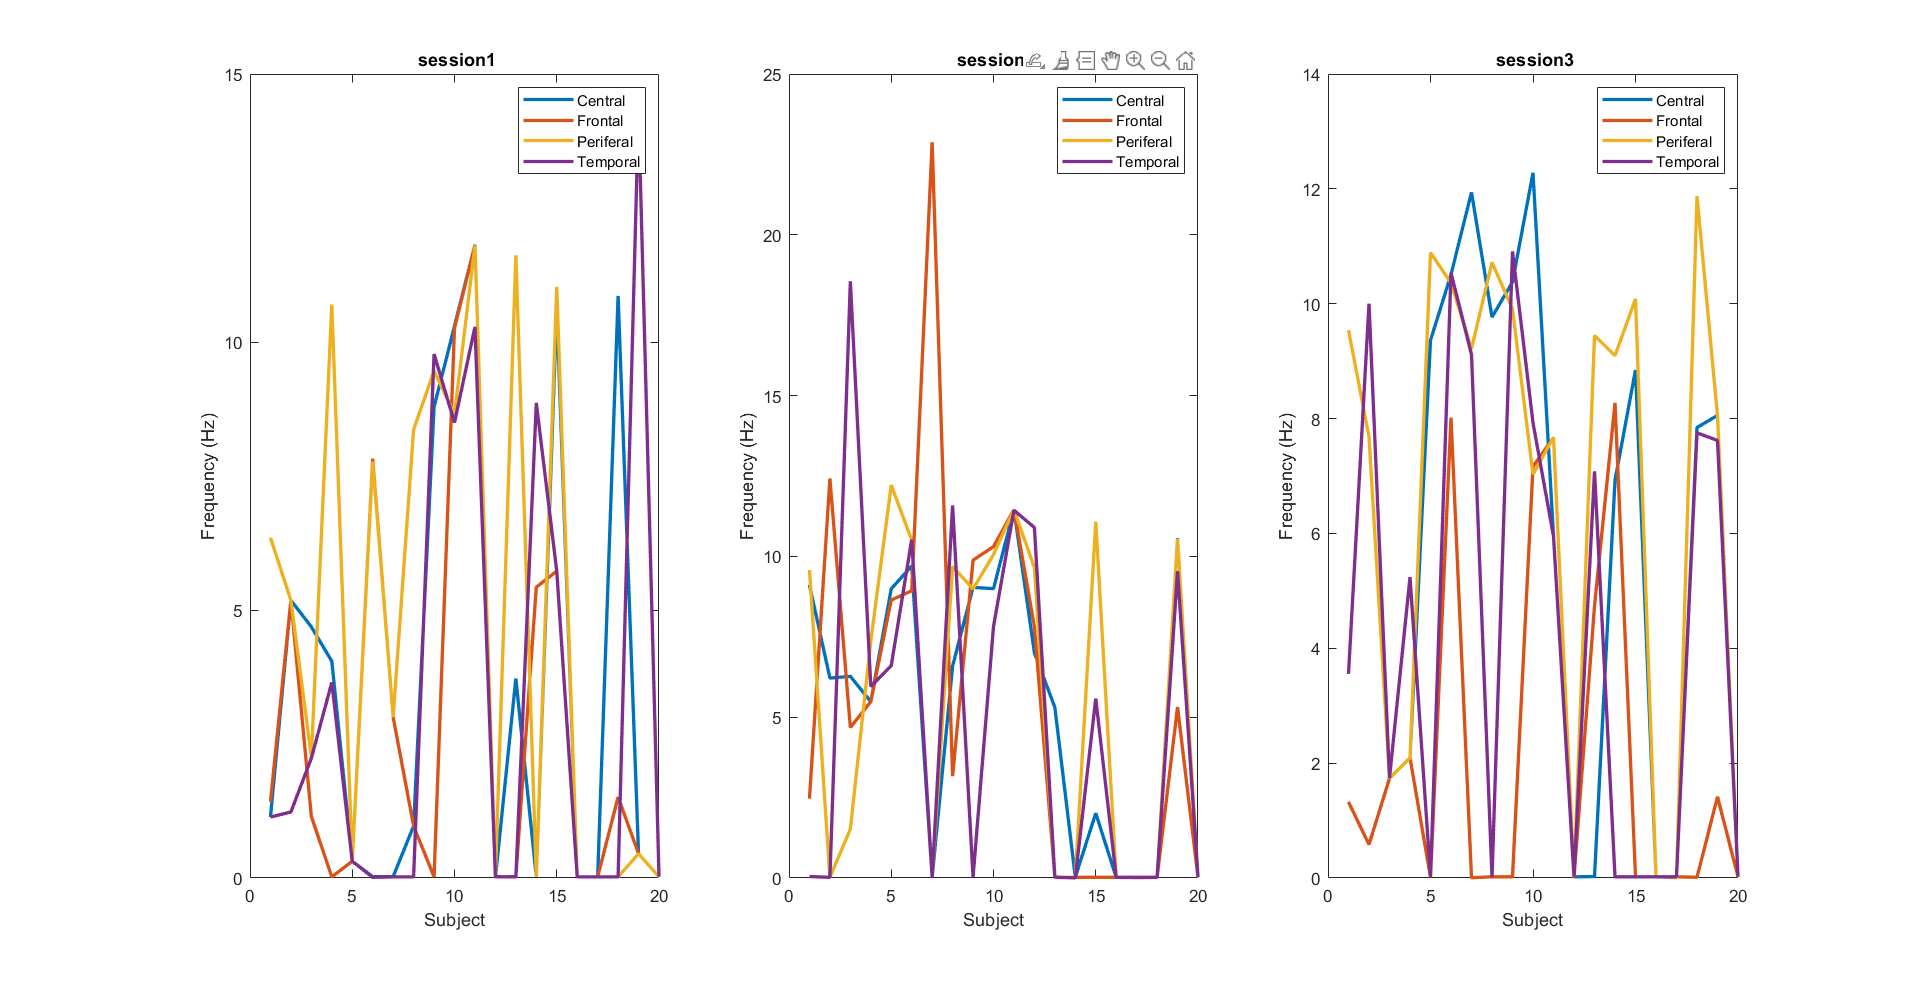 session1
15
10
5
0
0
5
10
15
20
Frequency (Hz)
Subject
Central
Frontal
Periferal
Temporal
session
25
20
15
10
5
0
0
5
10
15
20
Frequency (Hz)
Subject
Central
Frontal
Periferal
Temporal
session3
14
12
10
8
6
4
2
0
0
5
10
15
20
Frequency (Hz)
Subject
Central
Frontal
Periferal
Temporal